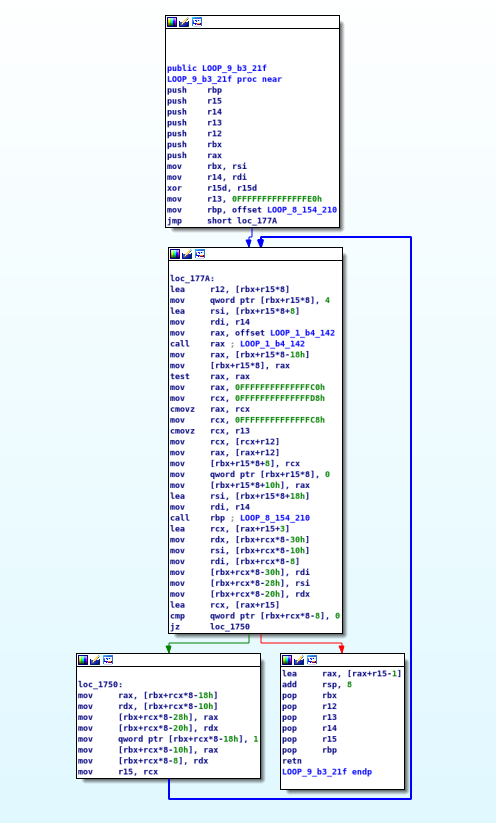 public LOOP_9_b3_21f
LOOP_9_b3_21f proc near
push rbp
push r15
push r14
push r13
push r12
push rbx
push rax
mov rbx, rsi
mov r14, rdi
xor r15d, r15d
mov r13, 0FFFFFFFFFFFFFFE0h
mov rbp, offset LOOP_8_154_210
jmp short loc_177A
loc_177A:
lea r12, [rbx+r15*8]
mov qword ptr [rbx+r15*8], 4
lea rsi, [rbx+r15*8+8]
mov rdi, r14
mov rax, offset LOOP_1_b4_142
call rax ; LOOP_1_b4_142
mov rax, [rbx+r15*8-18h]
mov [rbx+r15*8], rax
test rax, rax
mov rax, 0FFFFFFFFFFFFFFC0h
mov rcx, 0FFFFFFFFFFFFFFD8h
cmovz rax, rcx
mov rcx, 0FFFFFFFFFFFFFFC8h
cmovz rcx, r13
mov rcx, [rcx+r12]
mov rax, [rax+r12]
mov [rbx+r15*8+8], rcx
mov qword ptr [rbx+r15*8], 0
mov [rbx+r15*8+10h], rax
lea rsi, [rbx+r15*8+18h]
mov rdi, r14
call rbp ; LOOP_8_154_210
lea rcx, [rax+r15+3]
mov rdx, [rbx+rcx*8-30h]
mov rsi, [rbx+rcx*8-10h]
mov rdi, [rbx+rcx*8-8]
mov [rbx+rcx*8-30h], rdi
mov [rbx+rcx*8-28h], rsi
mov [rbx+rcx*8-20h], rdx
lea rcx, [rax+r15]
cmp qword ptr [rbx+rcx*8-8], 0
jz loc_1750
loc_1750:
mov rax, [rbx+rcx*8-18h]
mov rdx, [rbx+rcx*8-10h]
mov [rbx+rcx*8-28h], rax
mov [rbx+rcx*8-20h], rdx
mov qword ptr [rbx+rcx*8-18h], 1
mov [rbx+rcx*8-10h], rax
mov [rbx+rcx*8-8], rdx
mov r15, rcx
lea rax, [rax+r15-1]
add rsp, 8
pop rbx
pop r12
pop r13
pop r14
pop r15
pop rbp
retn
LOOP_9_b3_21f endp